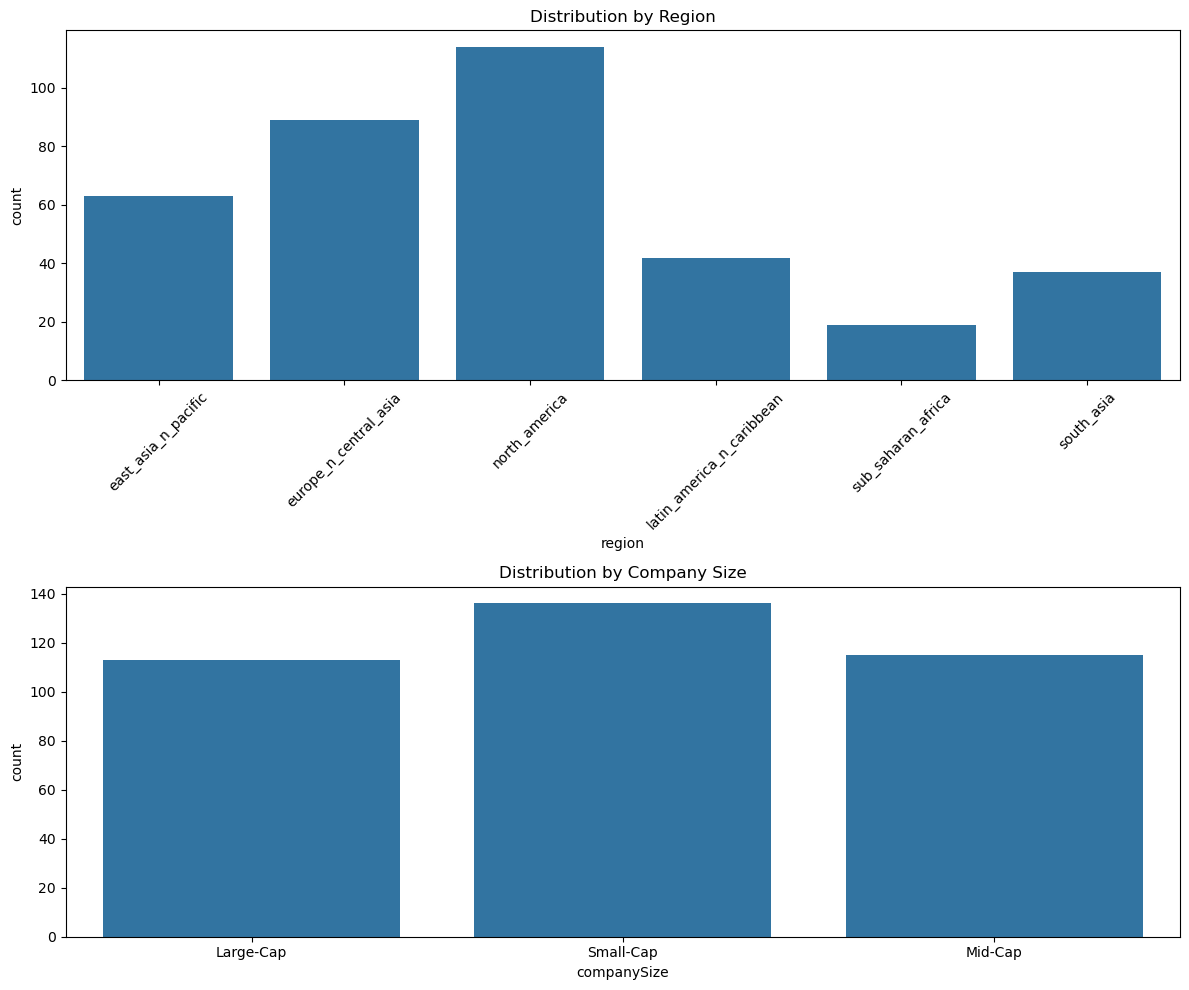 Distribution by Region
100
80
60
40
20
0
count
east_asia_n_pacific
europe_n_central_asia
north_america
latin_america_n_caribbean
sub_saharan_africa
south_asia
region
Distribution by Company Size
140
120
100
80
60
40
20
0
count
Large-Cap
Small-Cap
Mid-Cap
companySize